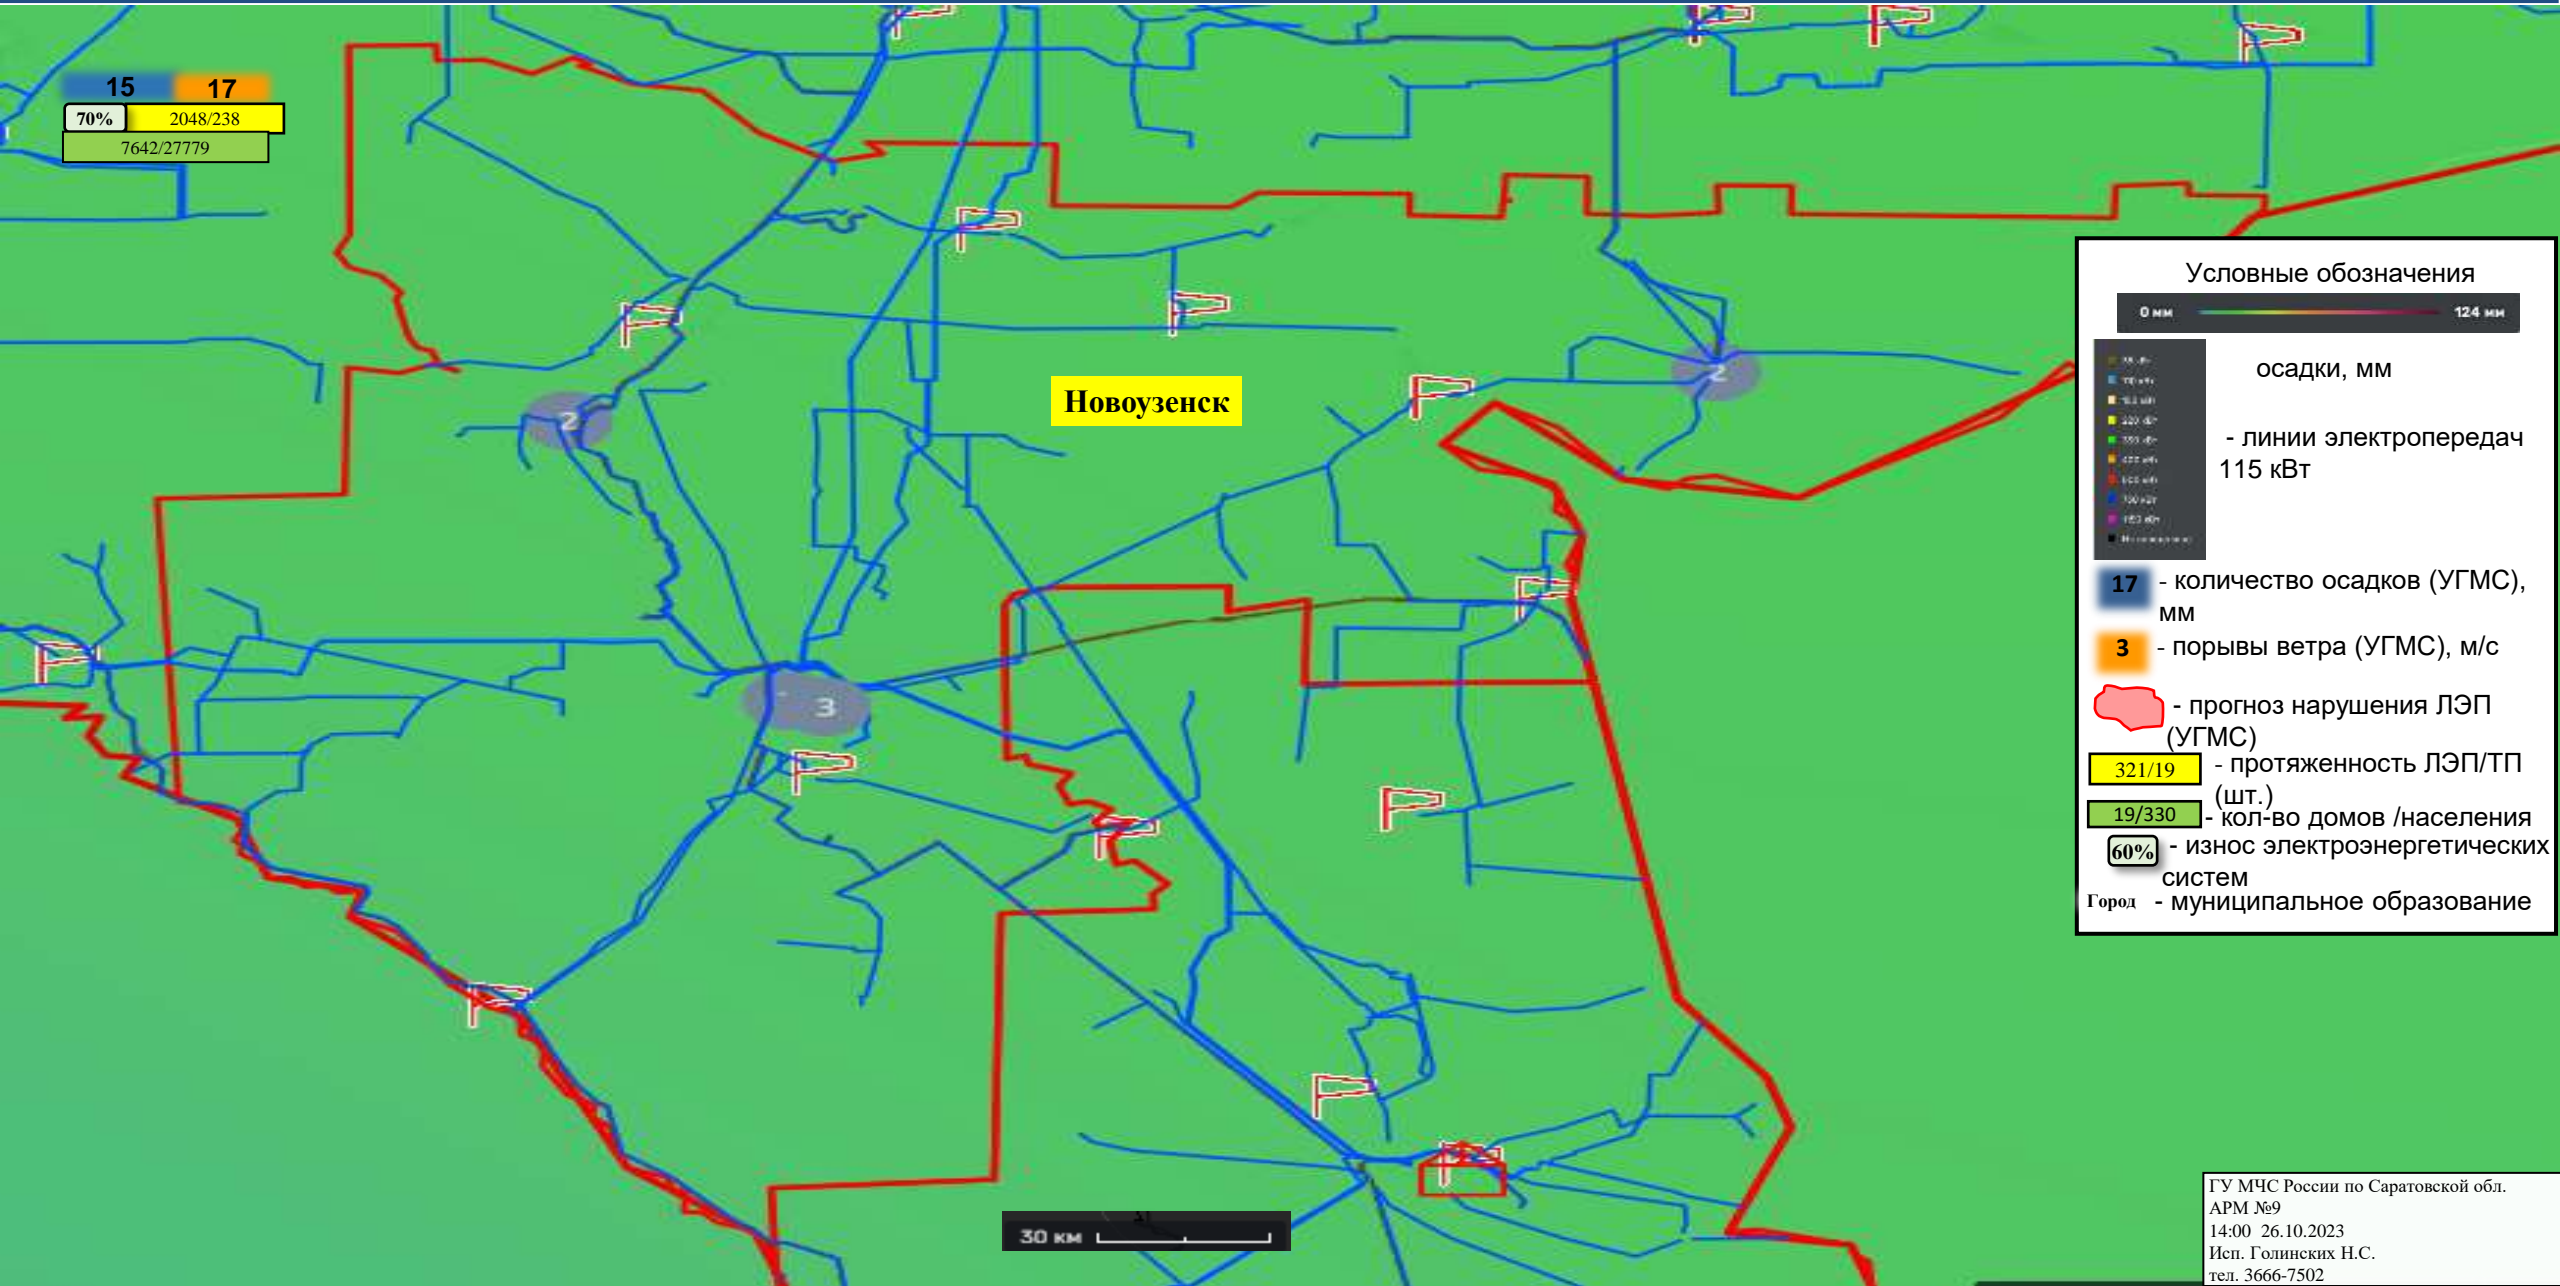 15 17
70% 2048/238
7642/27779
Новоузенск
2
2
3
30 км
Условные обозначения
0 мм 124 мм
осадки, мм
- линии электропередач
115 кВт
17 - количество осадков (УГМС),
мм
3 - порывы ветра (УГМС), м/с
- прогноз нарушения ЛЭП
(УГМС)
321/19 - протяженность ЛЭП/ТП
(шт.)
19/330 - кол-во домов /населения
60% - износ электроэнергетических
систем
Город - муниципальное образование
ГУ МЧС России по Саратовской обл.
АРМ №9
14:00 26.10.2023
Исп. Голинских Н.С.
тел. 3666-7502